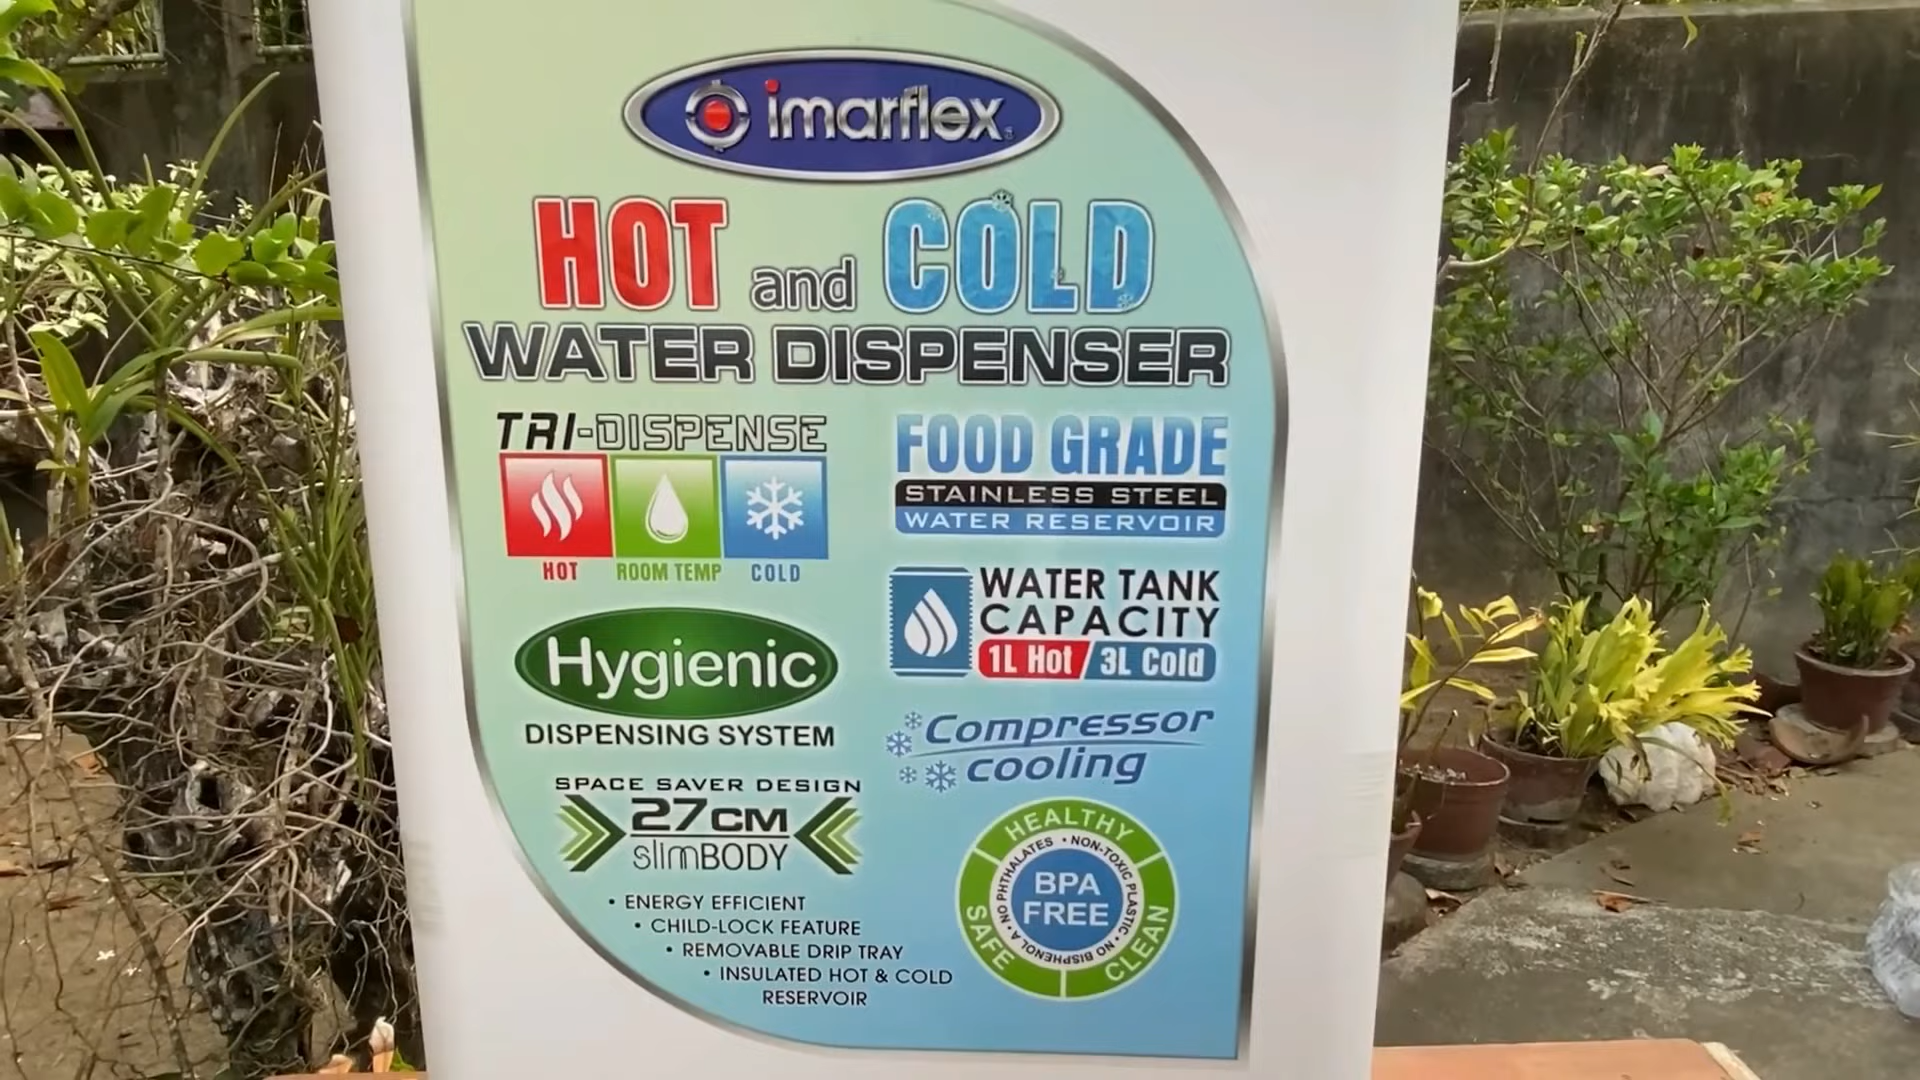 imarflex
HOT and COLD
WATER DISPENSER
TRI-DISPENSE
HOT ROOM TEMP COLD
Hygienic
DISPENSING SYSTEM
SPACE SAVER DESIGN
27CM
slimBODY
• ENERGY EFFICIENT
• CHILD-LOCK FEATURE
• REMOVABLE DRIP TRAY
• INSULATED HOT & COLD
RESERVOIR
FOOD GRADE
STAINLESS STEEL
WATER RESERVOIR
WATER TANK
CAPACITY
1L Hot / 3L Cold
Compressor
cooling
HEALTHY
CLEAN
SAFE
• NO PHTHALATES • NON-TOXIC PLASTIC • NO BISPHENOL A
BPA
FREE